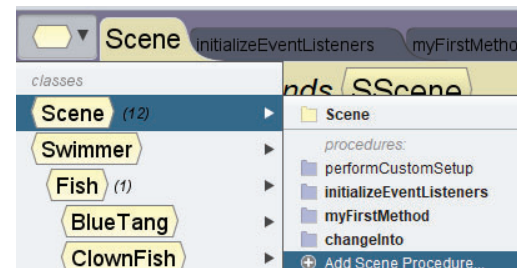 Scene initializeEventListeners myFirstMetho
classes
nds SScene
Scene (12)
Scene
Swimmer
procedures:
performCustomSetup
Fish (1)
initializeEventListeners
BlueTang
myFirstMethod
changeInto
ClownFish
Add Scene Procedure...